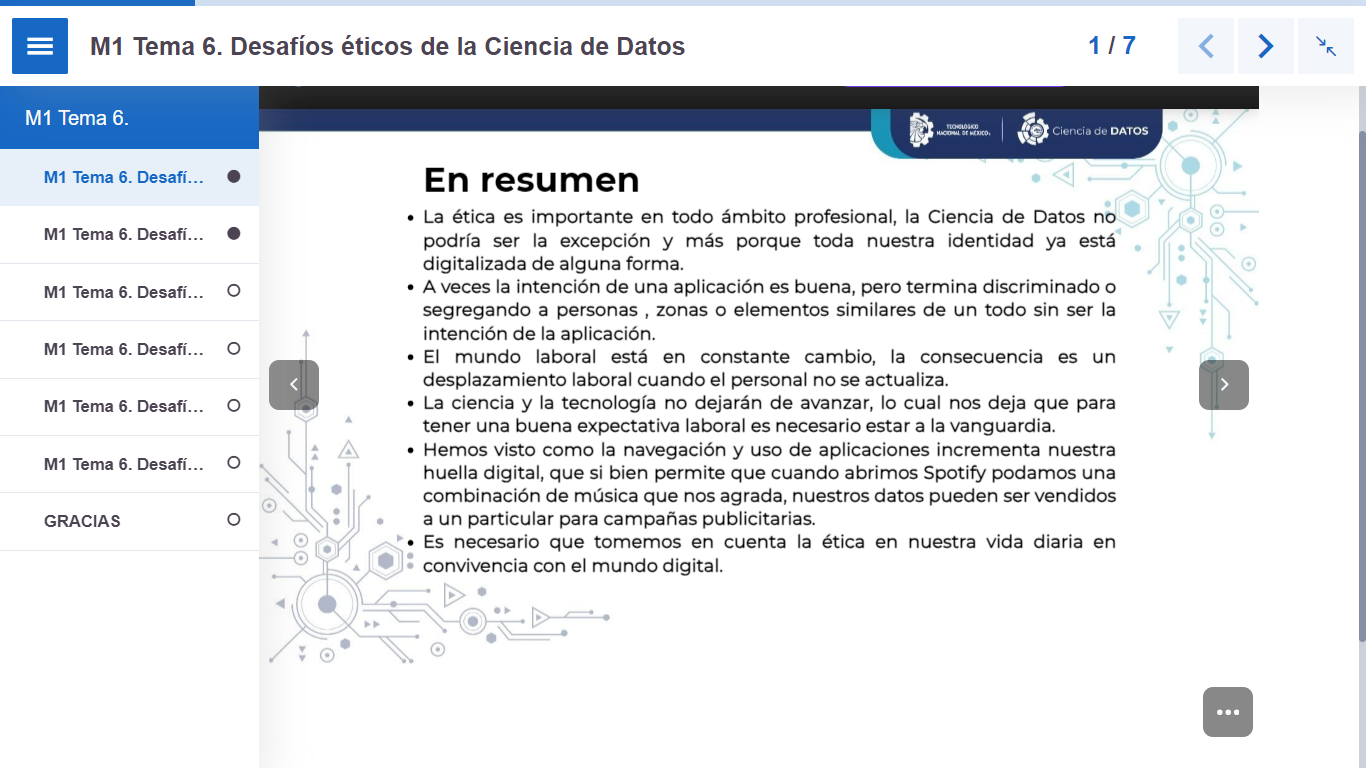 M1 Tema 6. Desafíos éticos de la Ciencia de Datos
1 / 7
M1 Tema 6.
M1 Tema 6. Desafí...
M1 Tema 6. Desafí...
M1 Tema 6. Desafí...
M1 Tema 6. Desafí...
M1 Tema 6. Desafí...
M1 Tema 6. Desafí...
GRACIAS
TECNOLÓGICO
NACIONAL DE MÉXICO
Ciencia de DATOS
En resumen
• La ética es importante en todo ámbito profesional, la Ciencia de Datos no
podría ser la excepción y más porque toda nuestra identidad ya está
digitalizada de alguna forma.
• A veces la intención de una aplicación es buena, pero termina discriminado o
segregando a personas , zonas o elementos similares de un todo sin ser la
intención de la aplicación.
• El mundo laboral está en constante cambio, la consecuencia es un
desplazamiento laboral cuando el personal no se actualiza.
• La ciencia y la tecnología no dejarán de avanzar, lo cual nos deja que para
tener una buena expectativa laboral es necesario estar a la vanguardia.
• Hemos visto como la navegación y uso de aplicaciones incrementa nuestra
huella digital, que si bien permite que cuando abrimos Spotify podamos una
combinación de música que nos agrada, nuestros datos pueden ser vendidos
a un particular para campañas publicitarias.
• Es necesario que tomemos en cuenta la ética en nuestra vida diaria en
convivencia con el mundo digital.